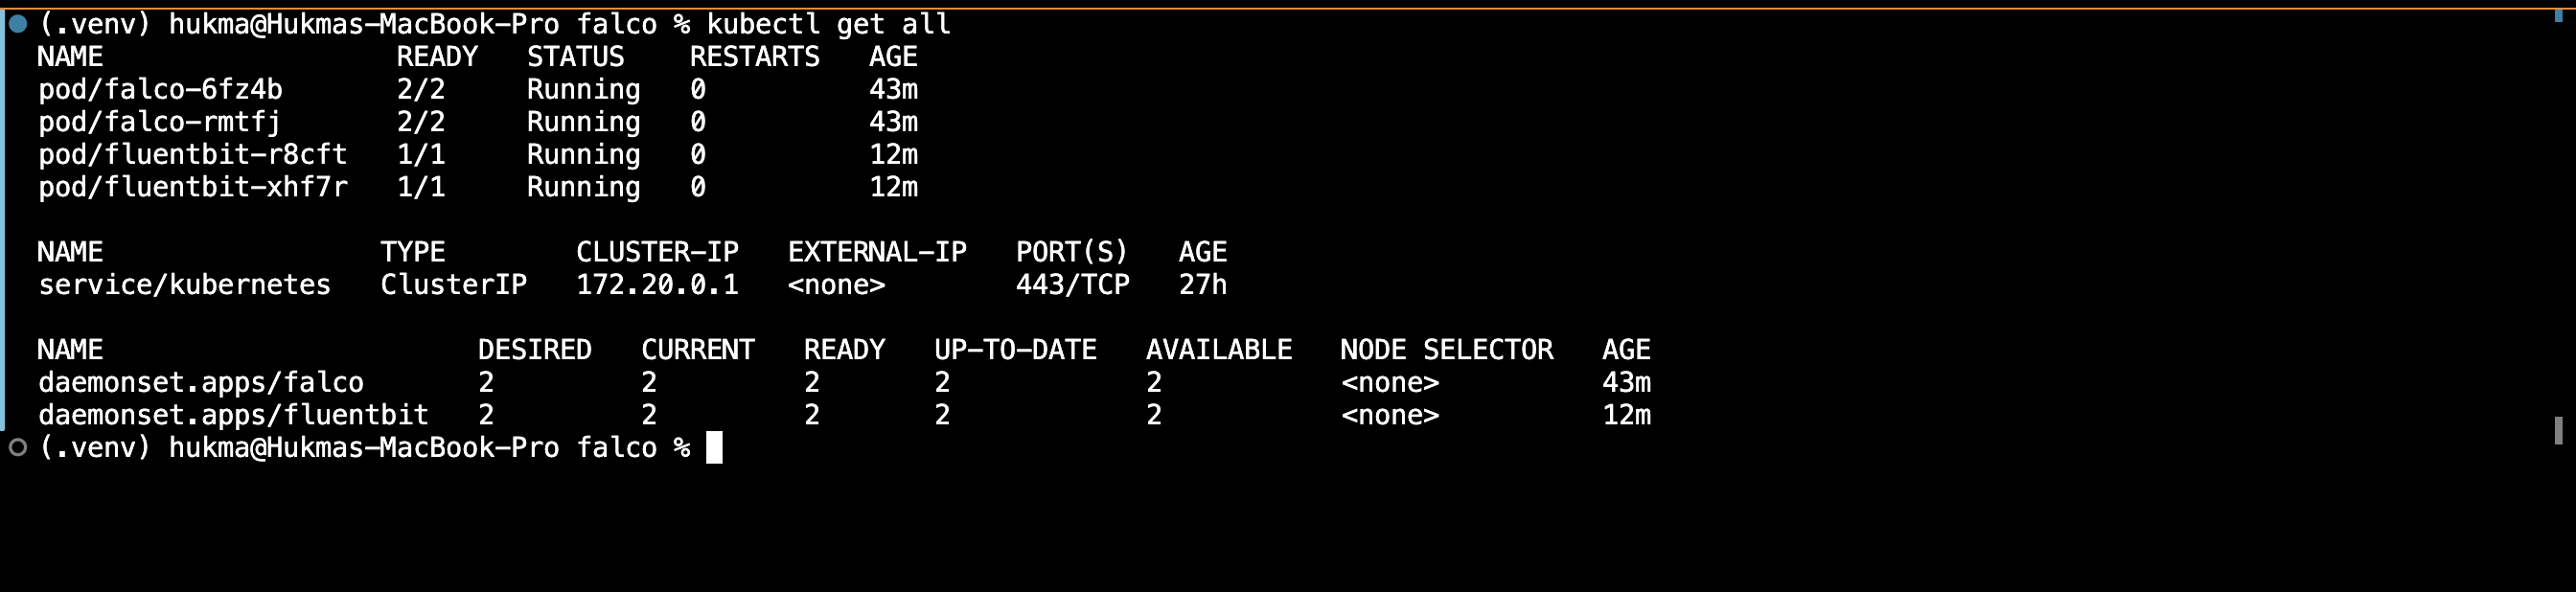 (.venv) hukma@Hukmas-MacBook-Pro falco % kubectl get all
NAME                  READY   STATUS    RESTARTS   AGE
pod/falco-6fz4b       2/2     Running   0          43m
pod/falco-rmtfj       2/2     Running   0          43m
pod/fluentbit-r8cft   1/1     Running   0          12m
pod/fluentbit-xhf7r   1/1     Running   0          12m
NAME                 TYPE        CLUSTER-IP   EXTERNAL-IP   PORT(S)   AGE
service/kubernetes   ClusterIP   172.20.0.1   <none>        443/TCP   27h
NAME                       DESIRED   CURRENT   READY   UP-TO-DATE   AVAILABLE   NODE SELECTOR   AGE
daemonset.apps/falco       2         2         2       2            2           <none>          43m
daemonset.apps/fluentbit   2         2         2       2            2           <none>          12m
(.venv) hukma@Hukmas-MacBook-Pro falco %